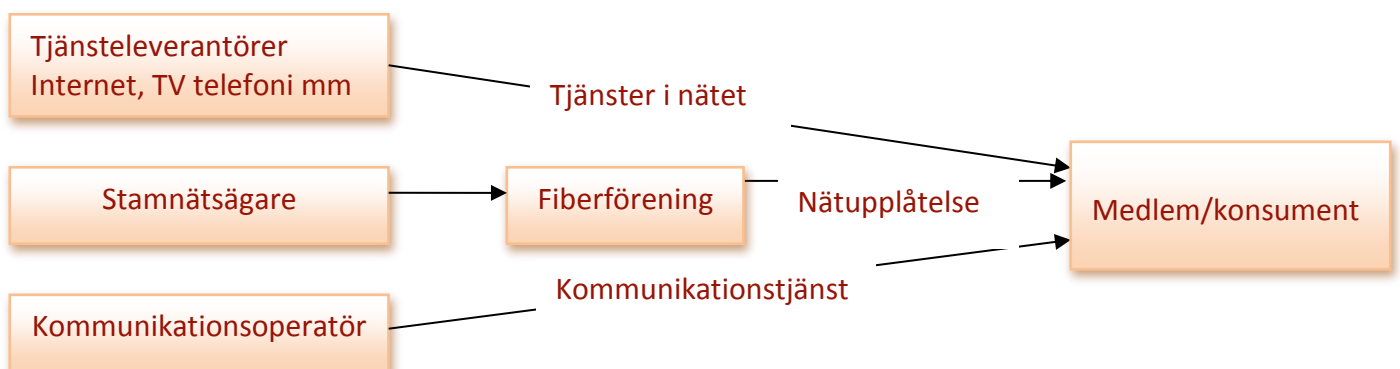 Tjänsteleverantörer
Internet, TV telefoni mm
Tjänster i nätet
Stamnätsägare
Fiberförening
Nätupplåtelse
Medlem/konsument
Kommunikationstjänst
Kommunikationsoperatör